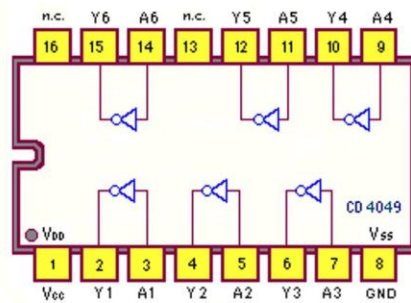 n.c. Y6 A6 n.c. Y5 A5 Y4 A4
16 15 14 13 12 11 10 9
CD 4049
VDD VSS
1 2 3 4 5 6 7 8
Vcc Y1 A1 Y2 A2 Y3 A3 GND